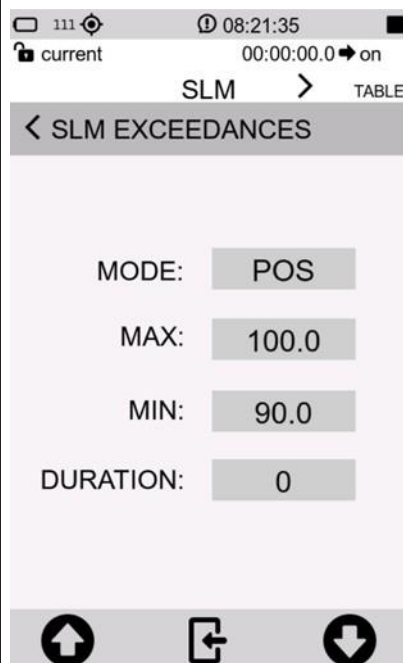 111 08:21:35
current 00:00:00.0 on
SLM > TABLE
< SLM EXCEEDANCES
MODE: POS
MAX: 100.0
MIN: 90.0
DURATION: 0